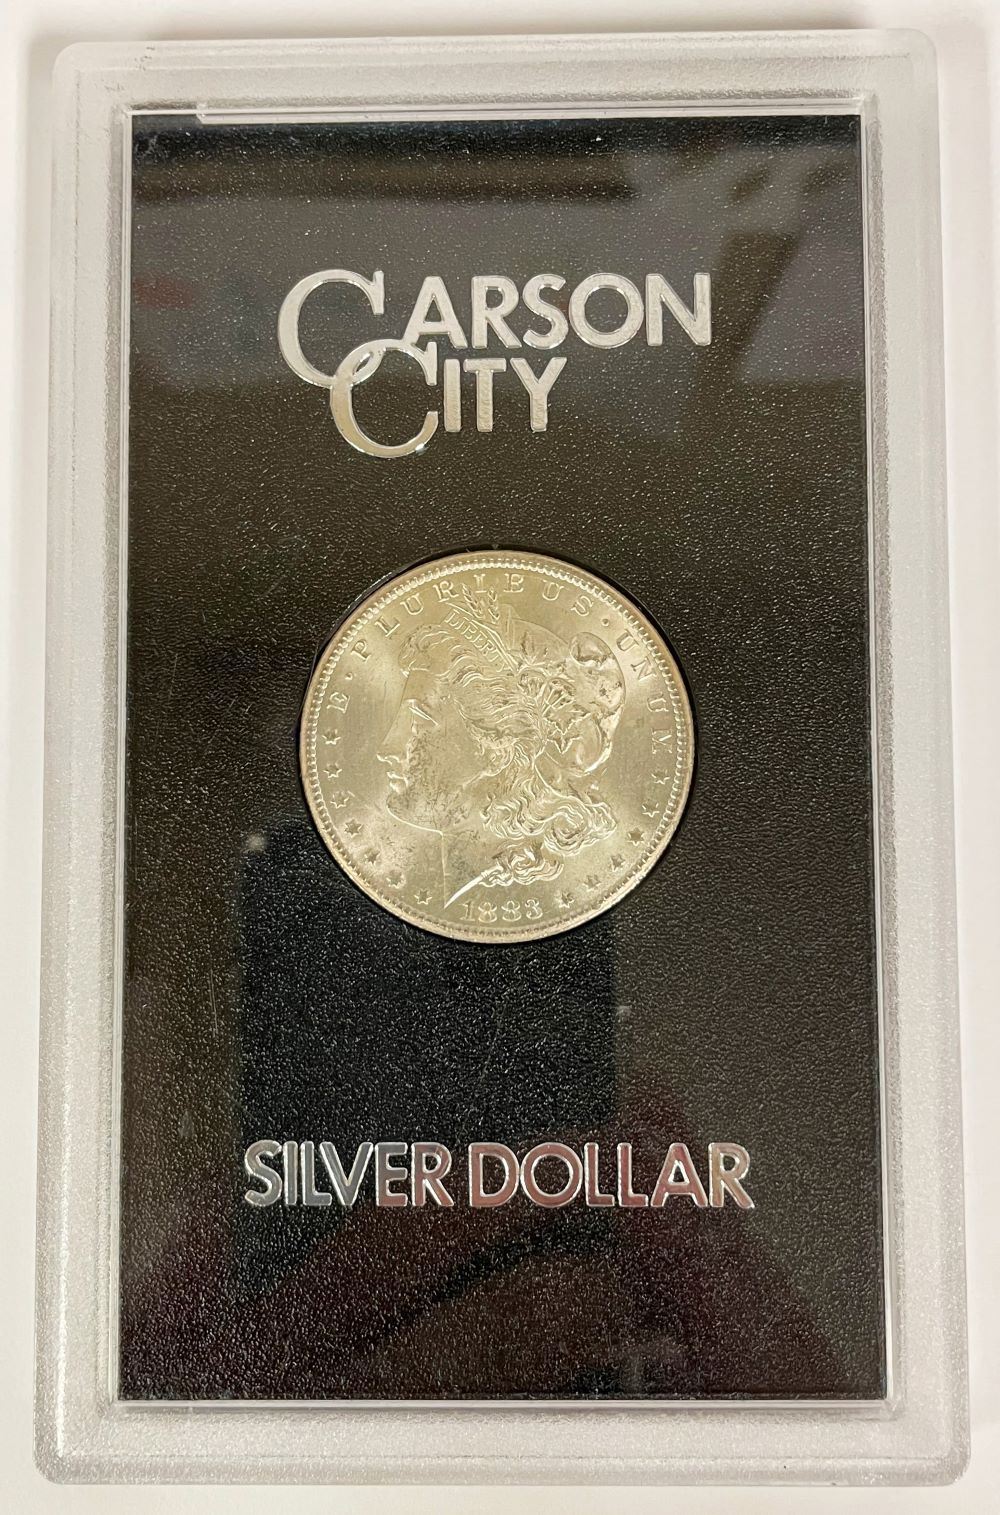 CARSON
CITY
E · PLURIBUS · UNUM
LIBERTY
1883
SILVER DOLLAR